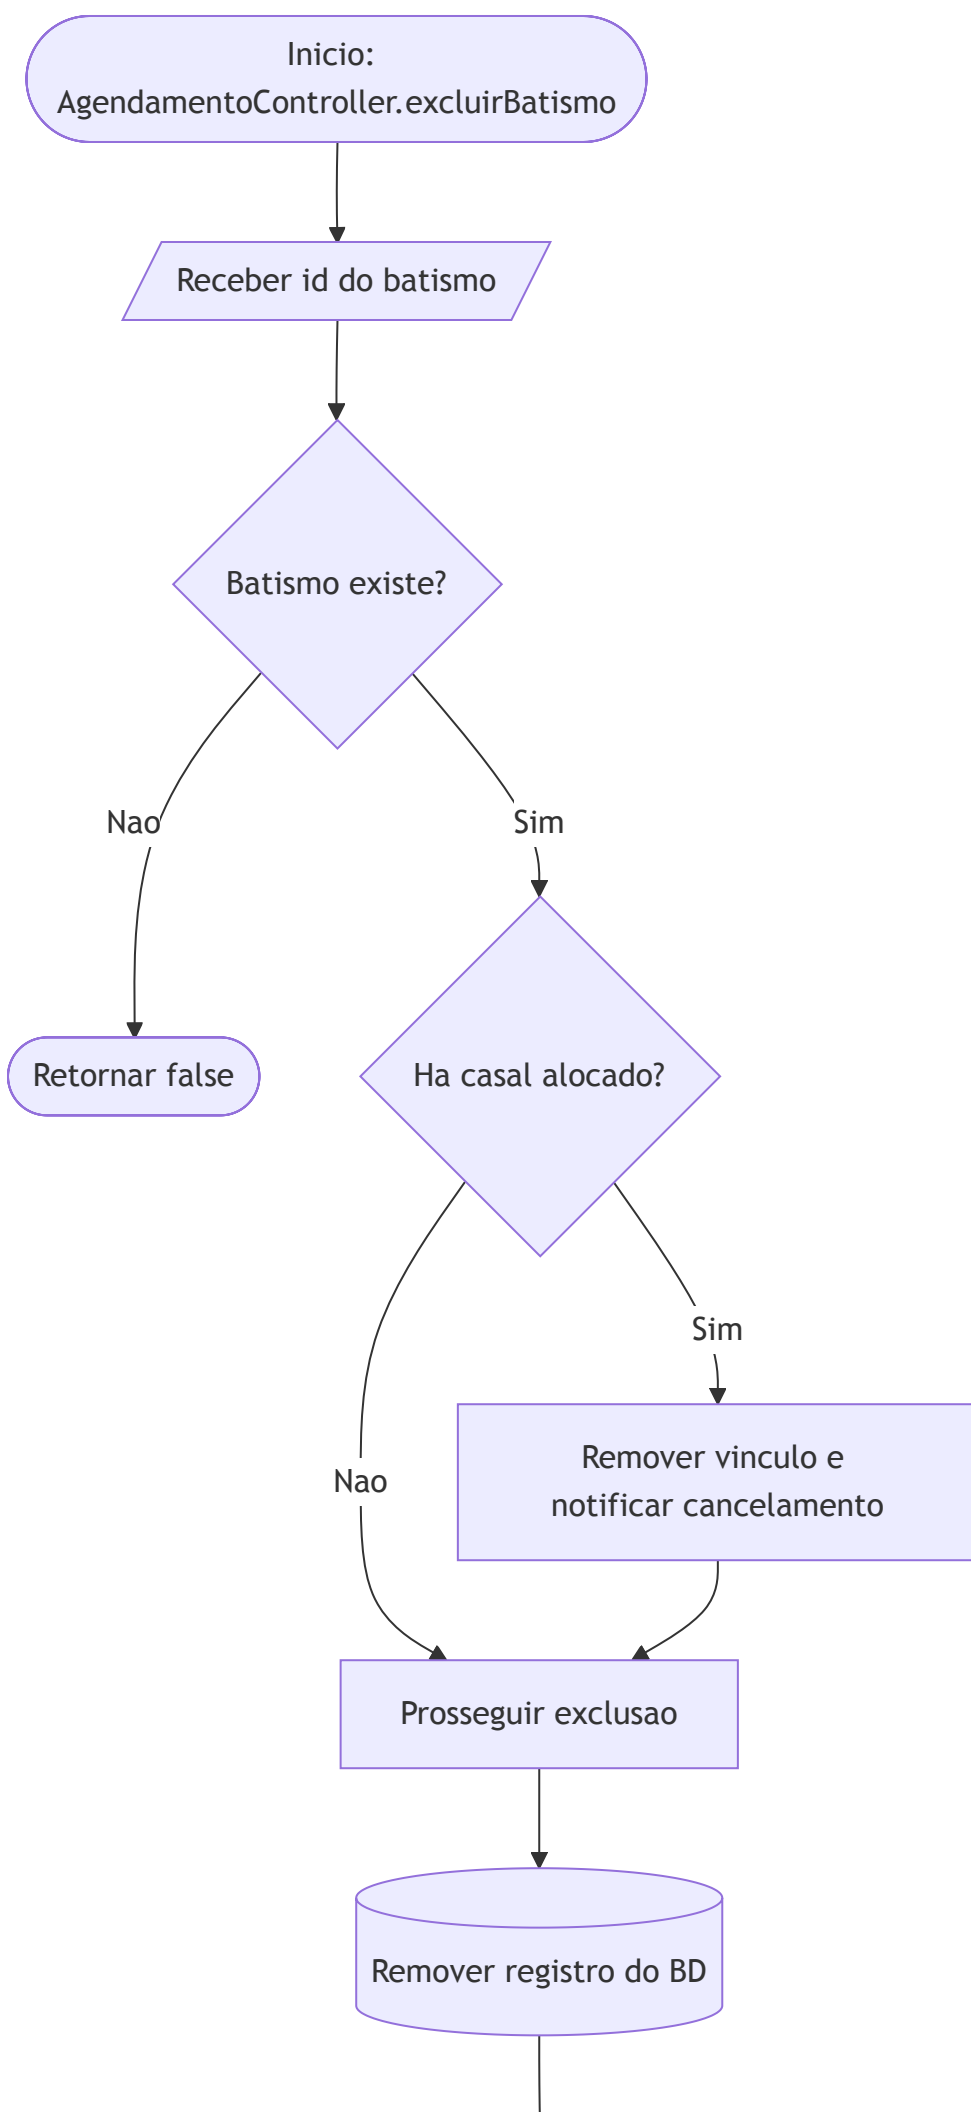 Inicio:
AgendamentoController.excluirBatismo
Receber id do batismo
Batismo existe?
Nao
Sim
Retornar false
Ha casal alocado?
Sim
Remover vinculo e
notificar cancelamento
Nao
Prosseguir exclusao
Remover registro do BD